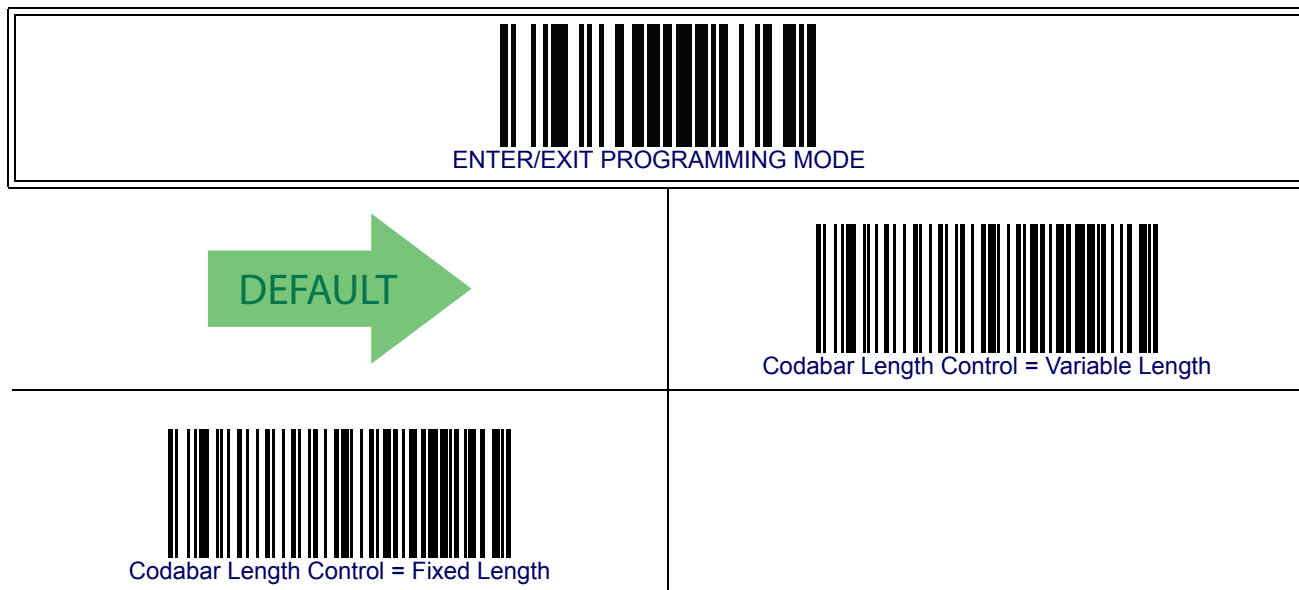 ENTER/EXIT PROGRAMMING MODE
DEFAULT
Codabar Length Control = Variable Length
Codabar Length Control = Fixed Length